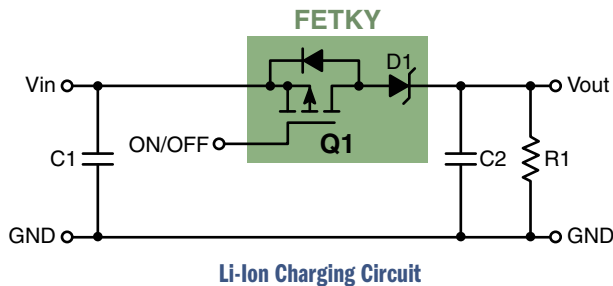 FETKY
Vin
D1
Vout
ON/OFF
Q1
C1
C2
R1
GND
GND
Li-Ion Charging Circuit